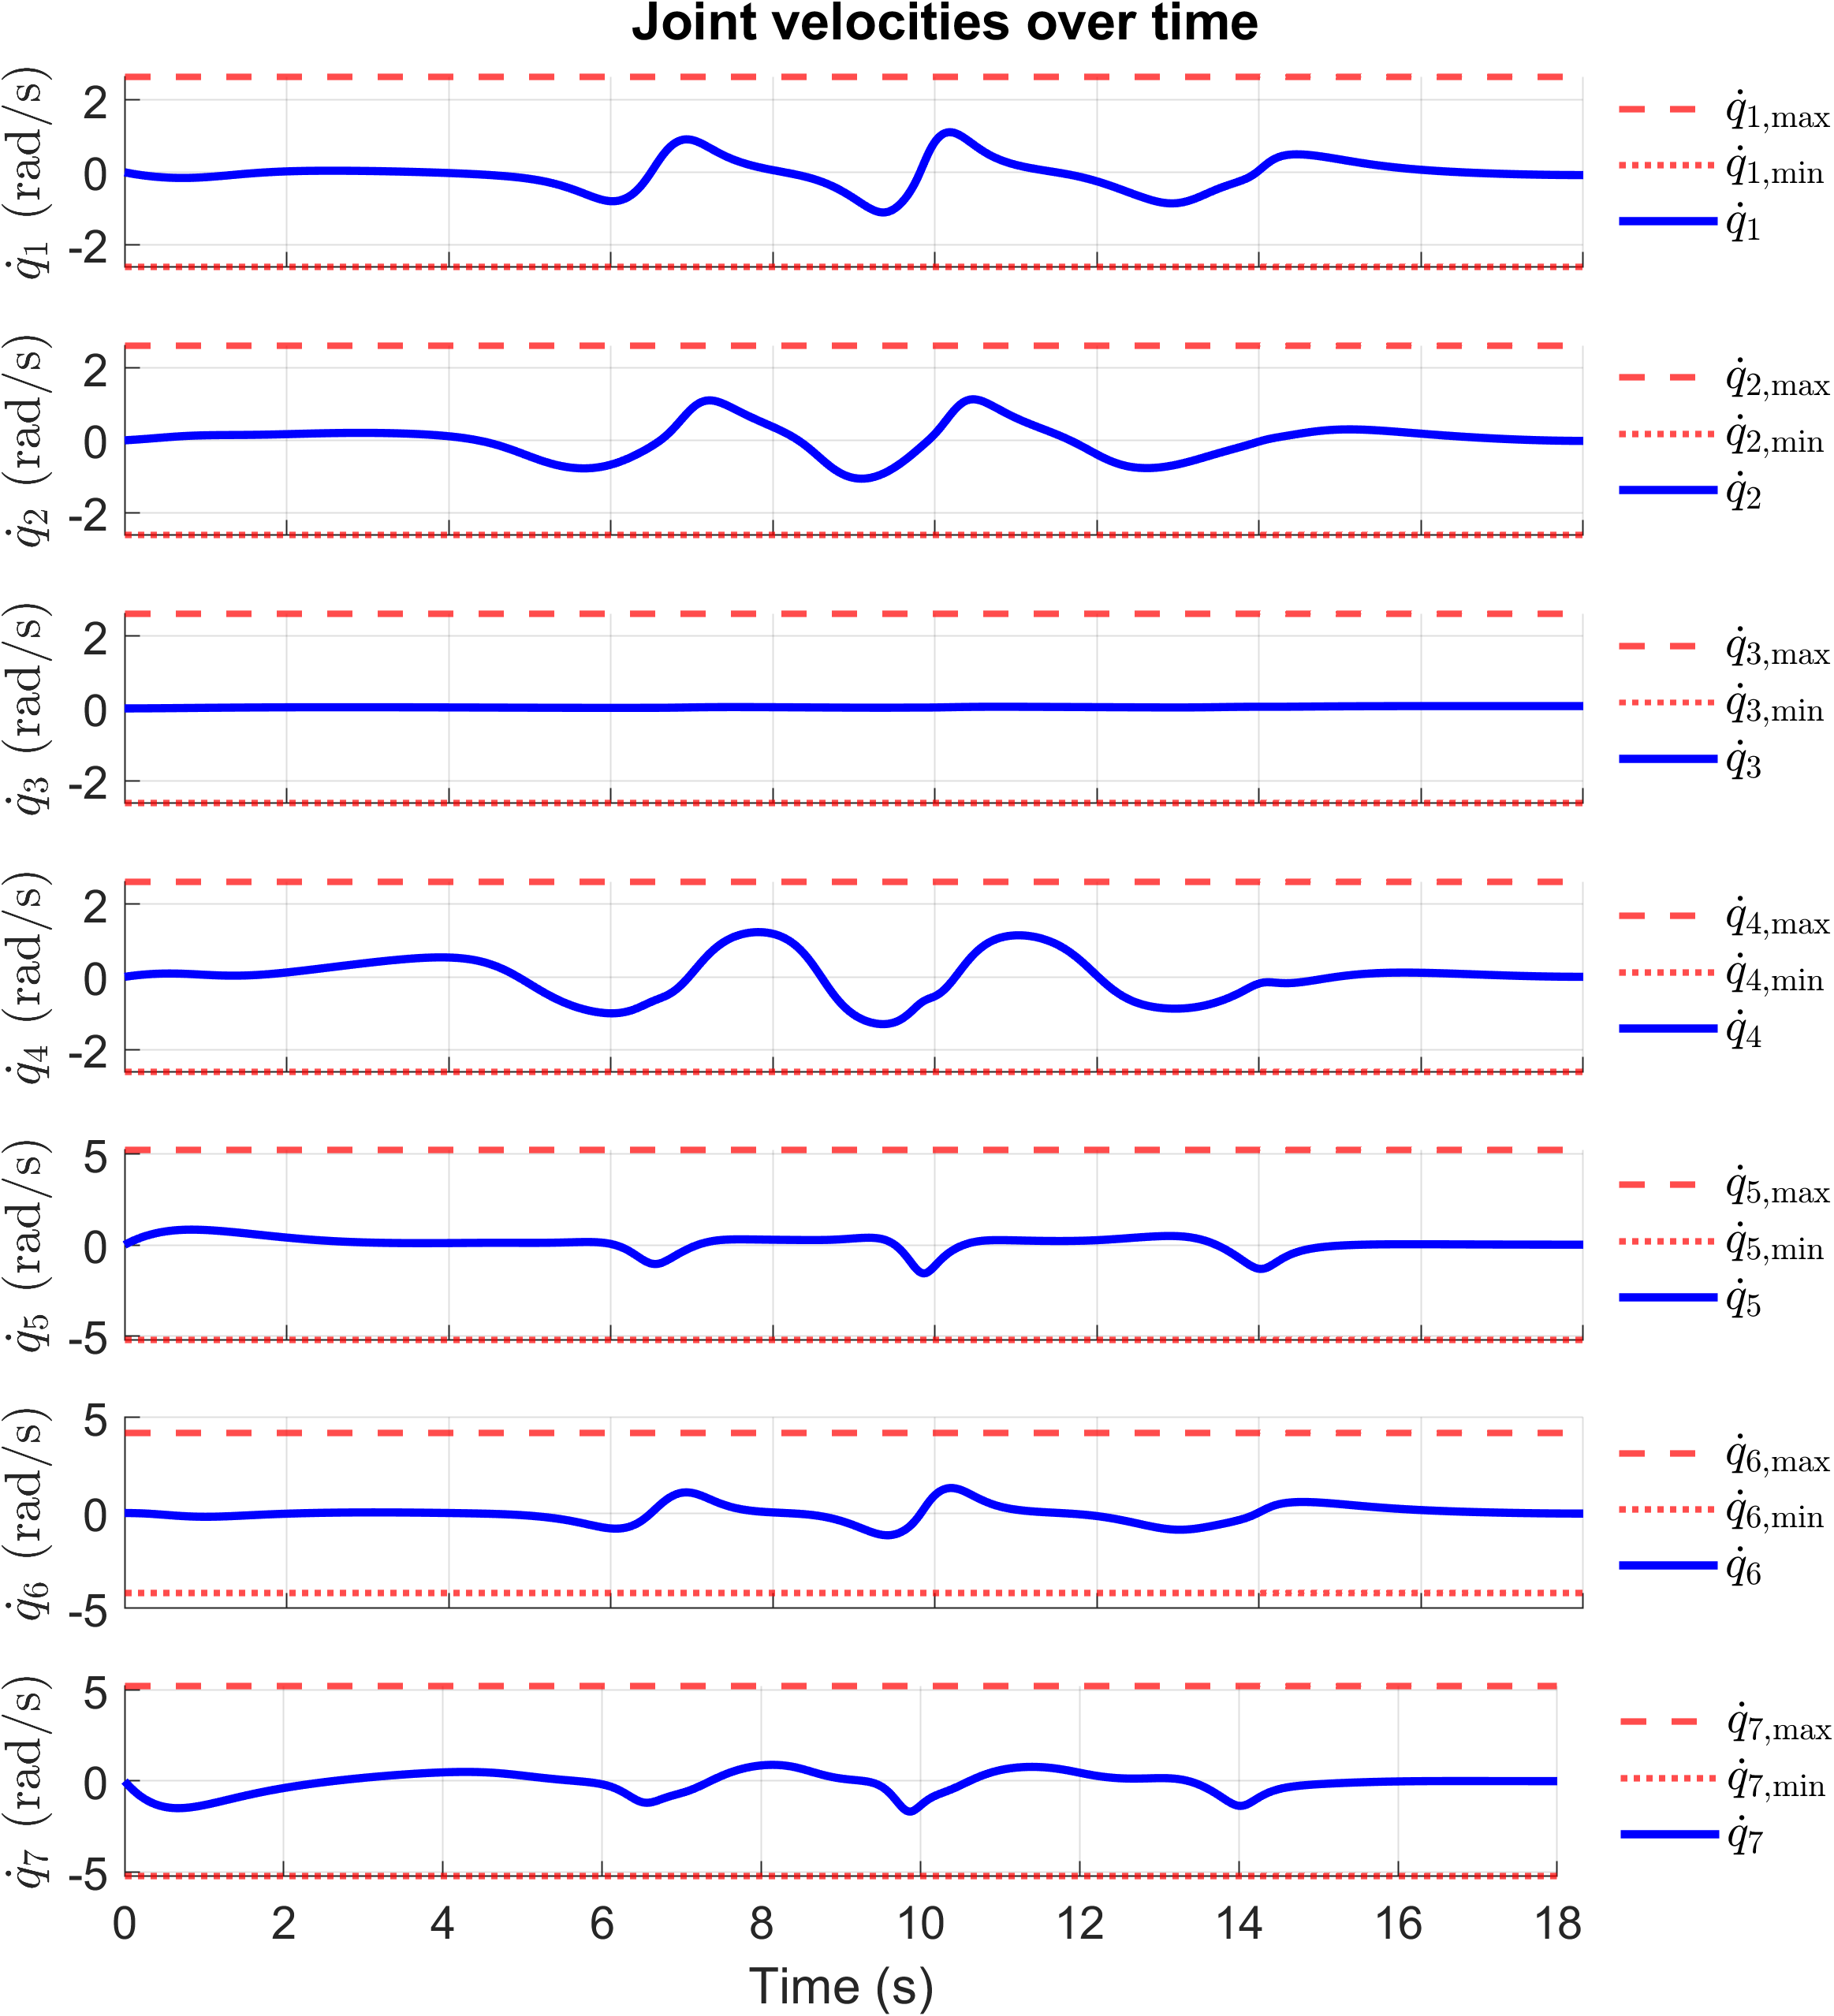 Joint velocities over time
q̇1 (rad/s)
2
0
-2
q̇1,max
q̇1,min
q̇1
q̇2 (rad/s)
2
0
-2
q̇2,max
q̇2,min
q̇2
q̇3 (rad/s)
2
0
-2
q̇3,max
q̇3,min
q̇3
q̇4 (rad/s)
2
0
-2
q̇4,max
q̇4,min
q̇4
q̇5 (rad/s)
5
0
-5
q̇5,max
q̇5,min
q̇5
q̇6 (rad/s)
5
0
-5
q̇6,max
q̇6,min
q̇6
q̇7 (rad/s)
5
0
-5
q̇7,max
q̇7,min
q̇7
0 2 4 6 8 10 12 14 16 18
Time (s)